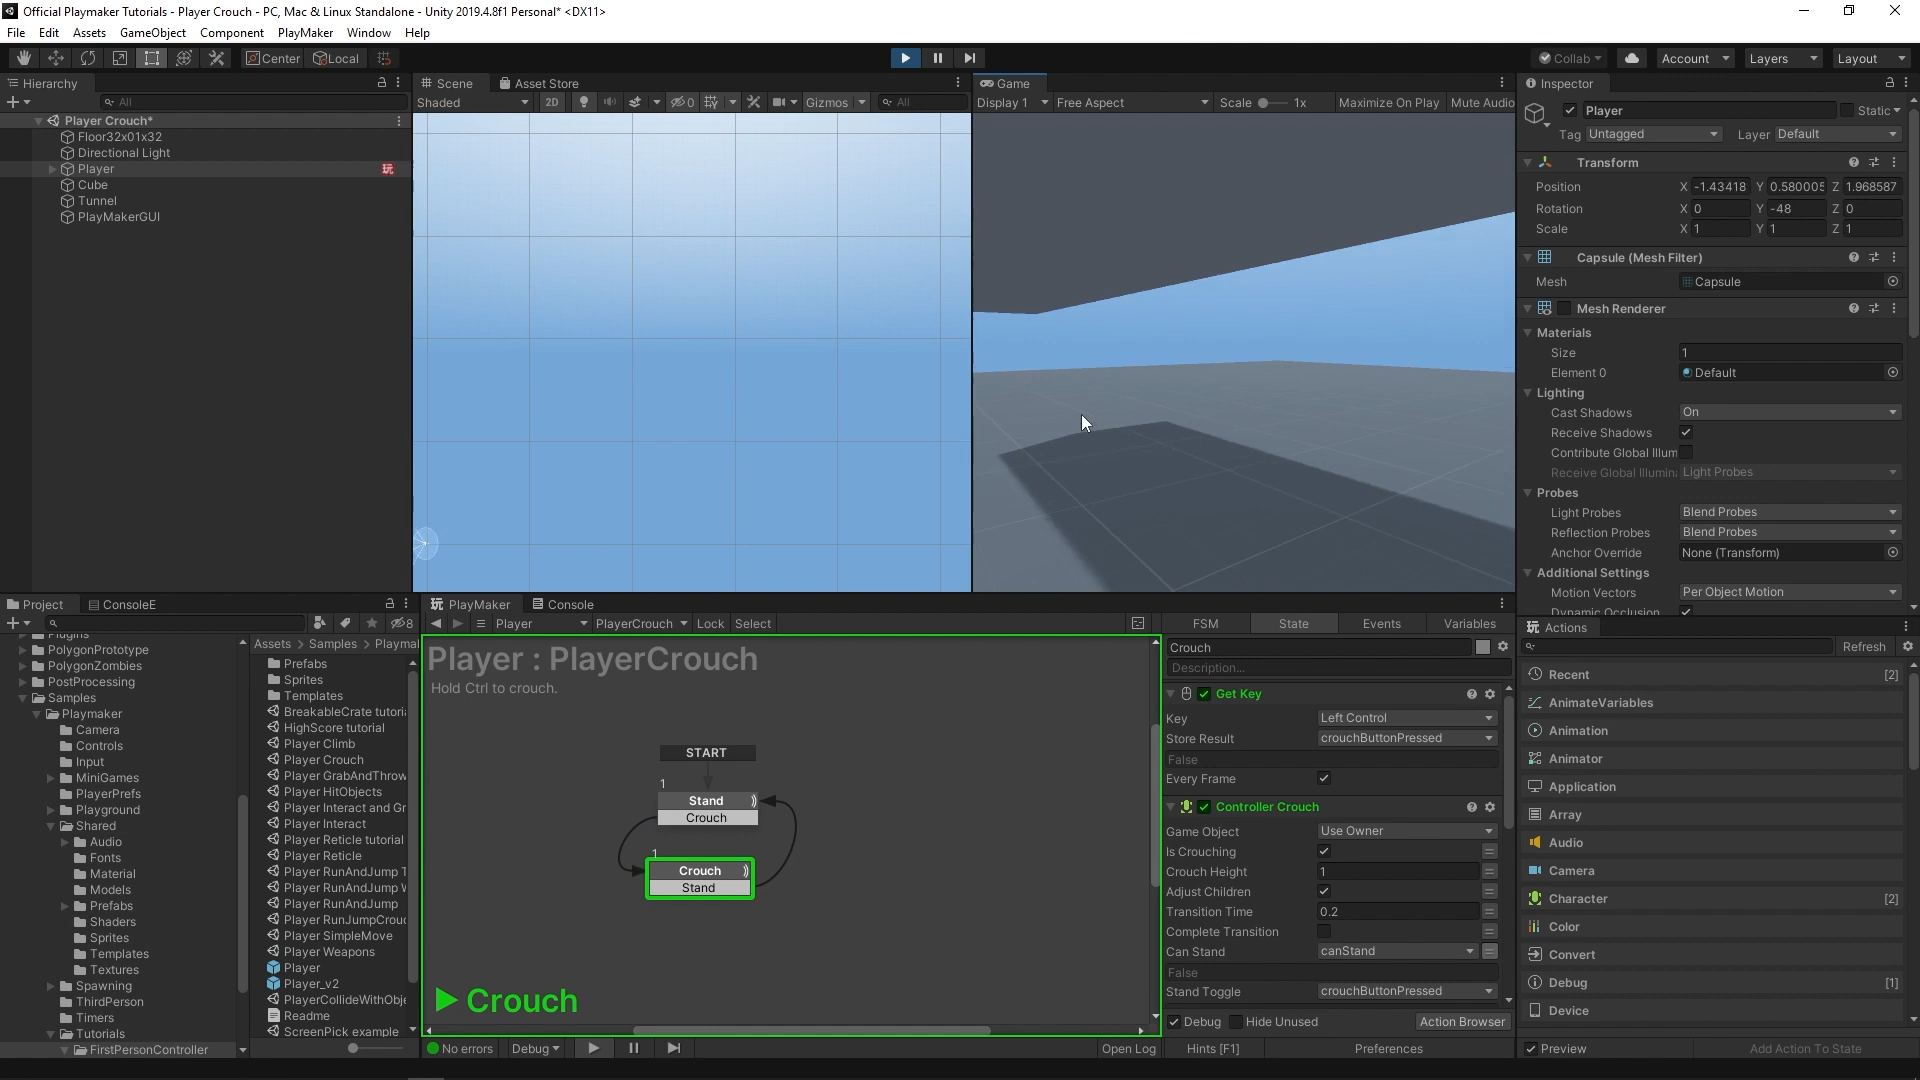 Official Playmaker Tutorials - Player Crouch - PC, Mac & Linux Standalone - Unity 2019.4.8f1 Personal* <DX11>
File Edit Assets GameObject Component PlayMaker Window Help
Center Local Collab Account Layers Layout
Hierarchy
All
Player Crouch*
Floor32x01x32
Directional Light
Player
Cube
Tunnel
PlayMakerGUI
Scene Asset Store
Shaded 2D 0 Gizmos All
Game
Display 1 Free Aspect Scale 1x Maximize On Play Mute Audio
Inspector
Player Static
Tag Untagged Layer Default
Transform
Position X -1.43418 Y 0.580005 Z 1.968587
Rotation X 0 Y -48 Z 0
Scale X 1 Y 1 Z 1
Capsule (Mesh Filter)
Mesh Capsule
Mesh Renderer
Materials
Size 1
Element 0 Default
Lighting
Cast Shadows On
Receive Shadows
Contribute Global Illum
Receive Global Illumin Light Probes
Probes
Light Probes Blend Probes
Reflection Probes Blend Probes
Anchor Override None (Transform)
Additional Settings
Motion Vectors Per Object Motion
Dynamic Occlusion
Project ConsoleE
8
Plugins
PolygonPrototype
PolygonZombies
PostProcessing
Samples
Playmaker
Camera
Controls
Input
MiniGames
PlayerPrefs
Playground
Shared
Audio
Fonts
Material
Models
Prefabs
Shaders
Sprites
Templates
Textures
Spawning
ThirdPerson
Timers
Tutorials
FirstPersonController
Assets > Samples > Playma
Prefabs
Sprites
Templates
BreakableCrate tutori
HighScore tutorial
Player Climb
Player Crouch
Player GrabAndThrow
Player HitObjects
Player Interact and Gr
Player Interact
Player Reticle tutorial
Player Reticle
Player RunAndJump T
Player RunAndJump W
Player RunAndJump
Player RunJumpCrouc
Player SimpleMove
Player Weapons
Player
Player_v2
PlayerCollideWithObje
Readme
ScreenPick example
PlayMaker Console
Player PlayerCrouch Lock Select
Player : PlayerCrouch
Hold Ctrl to crouch.
START
1
Stand
Crouch
1
Crouch
Stand
Crouch
No errors Debug Open Log
FSM State Events Variables
Crouch
Description...
Get Key
Key Left Control
Store Result crouchButtonPressed
False
Every Frame
Controller Crouch
Game Object Use Owner
Is Crouching
Crouch Height 1
Adjust Children
Transition Time 0.2
Complete Transition
Can Stand canStand
False
Stand Toggle crouchButtonPressed
Debug Hide Unused Action Browser
Hints [F1] Preferences
Actions
Refresh
Recent [2]
AnimateVariables
Animation
Animator
Application
Array
Audio
Camera
Character [2]
Color
Convert
Debug [1]
Device
Preview Add Action To State